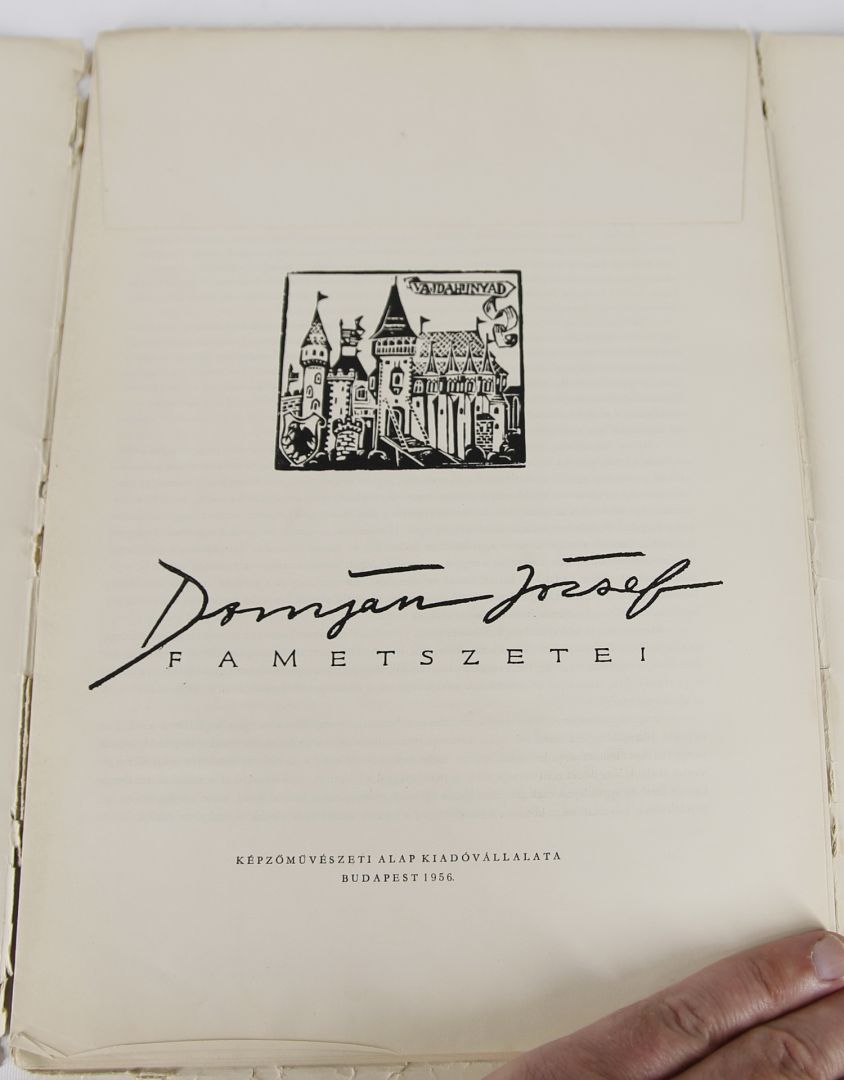 VAJDAHUNYAD
Domján József
FAMETSZETEI
KÉPZŐMŰVÉSZETI ALAP KIADÓVÁLLALATA
BUDAPEST 1956.